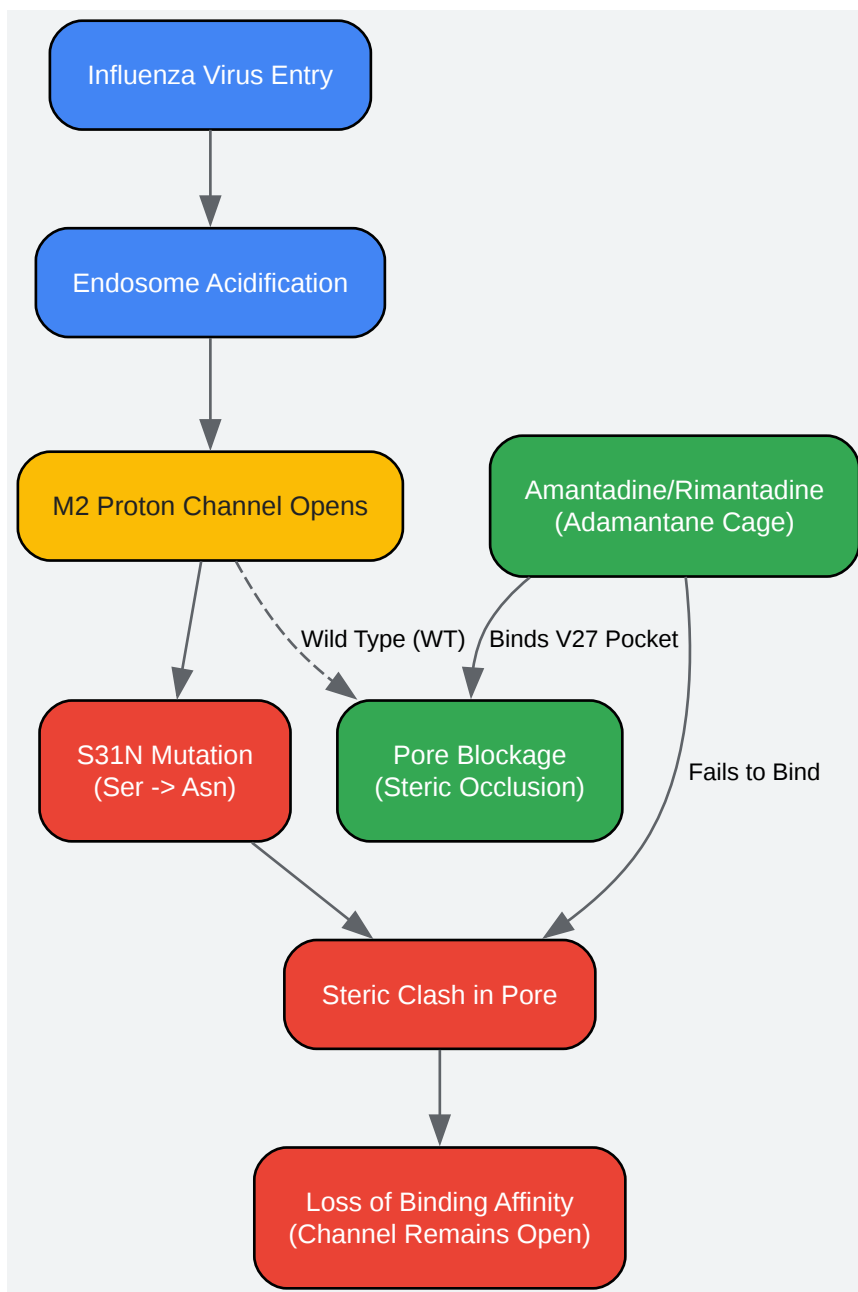 Influenza Virus Entry
Endosome Acidification
M2 Proton Channel Opens
Amantadine/Rimantadine
(Adamantane Cage)
Wild Type (WT)
Binds V27 Pocket
S31N Mutation
(Ser -> Asn)
Pore Blockage
(Steric Occlusion)
Fails to Bind
Steric Clash in Pore
Loss of Binding Affinity
(Channel Remains Open)